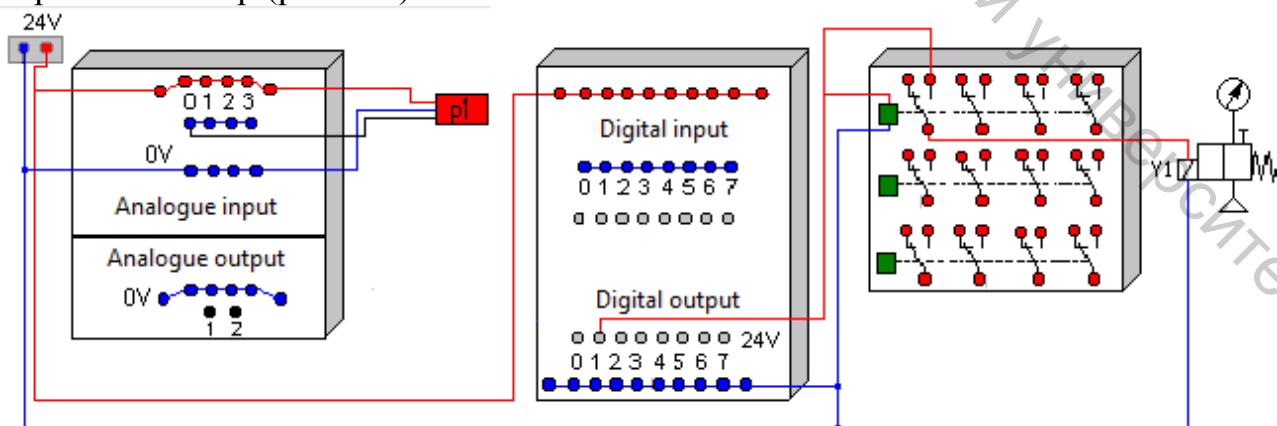 24V
p1
0 1 2 3
0V
Analogue input
Analogue output
0V
1 2
Digital input
0 1 2 3 4 5 6 7
Digital output
24V
0 1 2 3 4 5 6 7
Y1